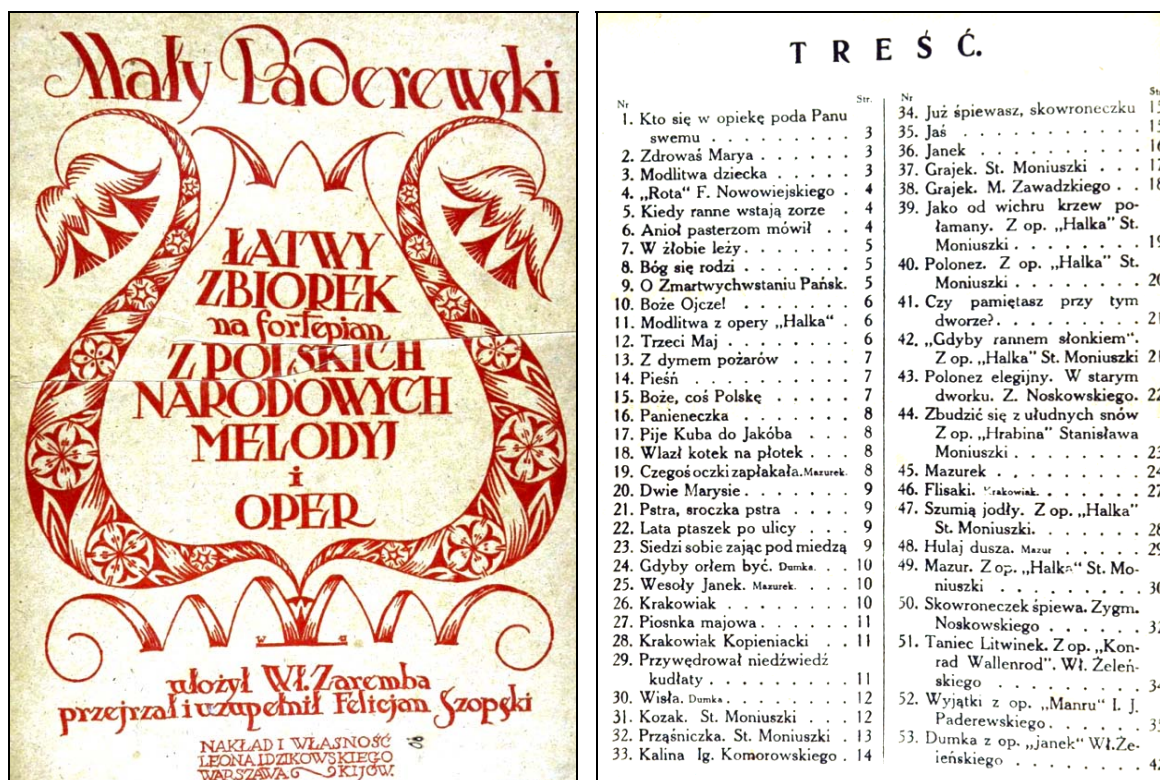 Mały Paderewski
ŁATWY
ZBIOREK
na fortepian
Z POLSKICH
NARODOWYCH
MELODYJ
i
OPER
W G
ułożył Wł. Zaremba
przejrzał i uzupełnił Felicjan Szopski
NAKŁAD I WŁASNOŚĆ
LEONA IDZIKOWSKIEGO
WARSZAWA KIJÓW.
TREŚĆ.
Nr Str.
1. Kto się w opiekę poda Panu
swemu . . . . . . . 3
2. Zdrowaś Marya . . . . . . 3
3. Modlitwa dziecka . . . . . 3
4. „Rota" F. Nowowiejskiego . 4
5. Kiedy ranne wstają zorze . 4
6. Anioł pasterzom mówił . . 4
7. W żłobie leży . . . . . . 5
8. Bóg się rodzi . . . . . . 5
9. O Zmartwychwstaniu Pańsk. 5
10. Boże Ojcze! . . . . . . 6
11. Modlitwa z opery „Halka" . 6
12. Trzeci Maj . . . . . . . 6
13. Z dymem pożarów . . . . 7
14. Pieśń . . . . . . . . 7
15. Boże, coś Polskę . . . . . 7
16. Panieneczka . . . . . . 8
17. Pije Kuba do Jakóba . . . 8
18. Wlazł kotek na płotek . . . 8
19. Czegoś oczki zapłakała. Mazurek. 8
20. Dwie Marysie . . . . . . 9
21. Pstra, sroczka pstra . . . . 9
22. Lata ptaszek po ulicy . . . 9
23. Siedzi sobie zając pod miedzą 9
24. Gdyby orłem być. Dumka. . . 10
25. Wesoły Janek. Mazurek. . . . 10
26. Krakowiak . . . . . . . 10
27. Piosnka majowa . . . . . 11
28. Krakowiak Kopieniacki . . 11
29. Przywędrował niedźwiedź
kudłaty . . . . . . . 11
30. Wisła. Dumka . . . . . . 12
31. Kozak. St. Moniuszki . . . 12
32. Prząśniczka. St. Moniuszki . 13
33. Kalina Ig. Komorowskiego . 14
Nr
34. Już śpiewasz, skowroneczku
35. Jaś . . . . . . . . .
36. Janek . . . . . . . .
37. Grajek. St. Moniuszki . . .
38. Grajek. M. Zawadzkiego . .
39. Jako od wichru krzew po-
łamany. Z op. „Halka" St.
Moniuszki . . . . . . .
40. Polonez. Z op. „Halka" St.
Moniuszki . . . . . . .
41. Czy pamiętasz przy tym
dworze? . . . . . . . .
42. „Gdyby rannem słonkiem".
Z op. „Halka" St. Moniuszki
43. Polonez elegijny. W starym
dworku. Z. Noskowskiego.
44. Zbudzić się z ułudnych snów
Z op. „Hrabina" Stanisława
Moniuszki . . . . . . .
45. Mazurek . . . . . . . .
46. Flisaki. Krakowiak. . . . . .
47. Szumią jodły. Z op. „Halka"
St. Moniuszki. . . . . . .
48. Hulaj dusza. Mazur . . . .
49. Mazur. Z op. „Halka" St. Mo-
niuszki . . . . . . . .
50. Skowroneczek śpiewa. Zygm.
Noskowskiego . . . . . .
51. Taniec Litwinek. Z op. „Kon-
rad Wallenrod". Wł. Żeleń-
skiego . . . . . . . .
52. Wyjątki z op. „Manru" I. J.
Paderewskiego . . . . .
53. Dumka z op. „janek" Wł. Że-
leńskiego . . . . . . .